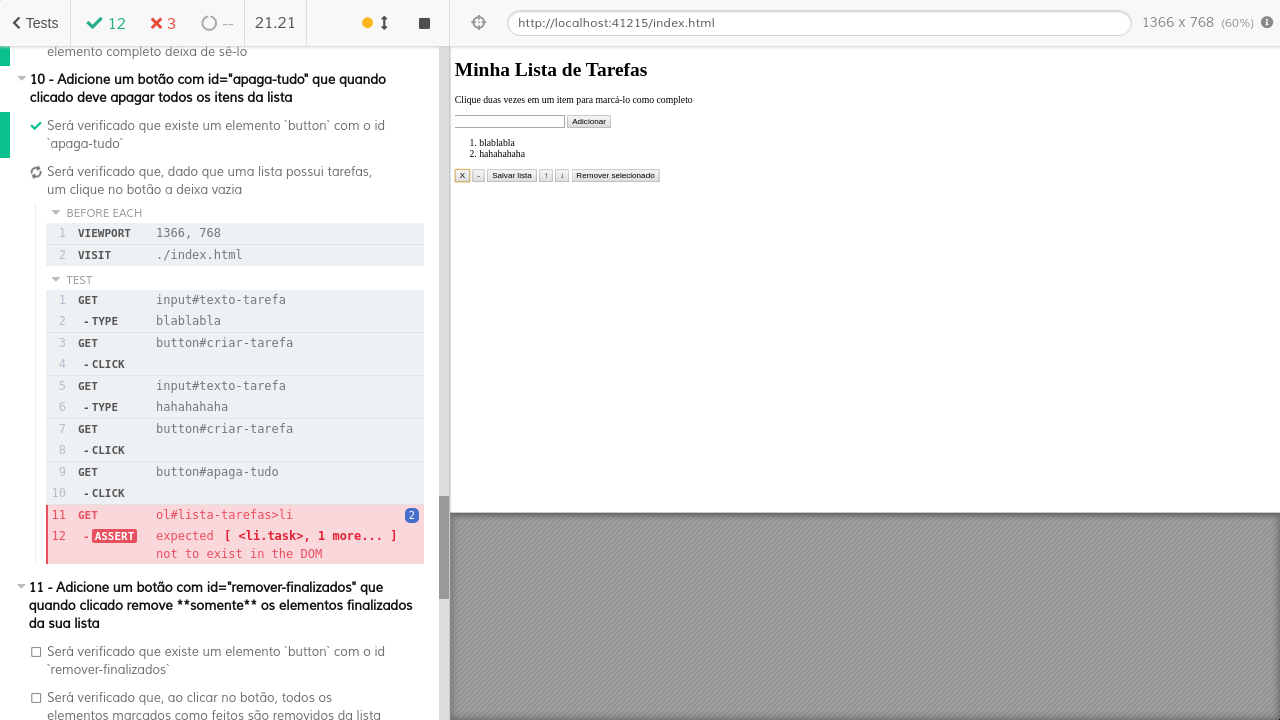 Tests
12
3
--
21.21
http://localhost:41215/index.html
1366 x 768 (60%)
elemento completo deixa de sê-lo
10 - Adicione um botão com id="apaga-tudo" que quando
clicado deve apagar todos os itens da lista
Será verificado que existe um elemento `button` com o id
`apaga-tudo`
Será verificado que, dado que uma lista possui tarefas,
um clique no botão a deixa vazia
BEFORE EACH
1 VIEWPORT 1366, 768
2 VISIT ./index.html
TEST
1 GET input#texto-tarefa
2 -TYPE blablabla
3 GET button#criar-tarefa
4 -CLICK
5 GET input#texto-tarefa
6 -TYPE hahahahaha
7 GET button#criar-tarefa
8 -CLICK
9 GET button#apaga-tudo
10 -CLICK
11 GET ol#lista-tarefas>li 2
12 -ASSERT expected [ <li.task>, 1 more... ]
not to exist in the DOM
11 - Adicione um botão com id="remover-finalizados" que
quando clicado remove **somente** os elementos finalizados
da sua lista
Será verificado que existe um elemento `button` com o id
`remover-finalizados`
Será verificado que, ao clicar no botão, todos os
elementos marcados como feitos são removidos da lista
Minha Lista de Tarefas
Clique duas vezes em um item para marcá-lo como completo
Adicionar
1. blablabla
2. hahahahaha
X - Salvar lista ↑ ↓ Remover selecionado